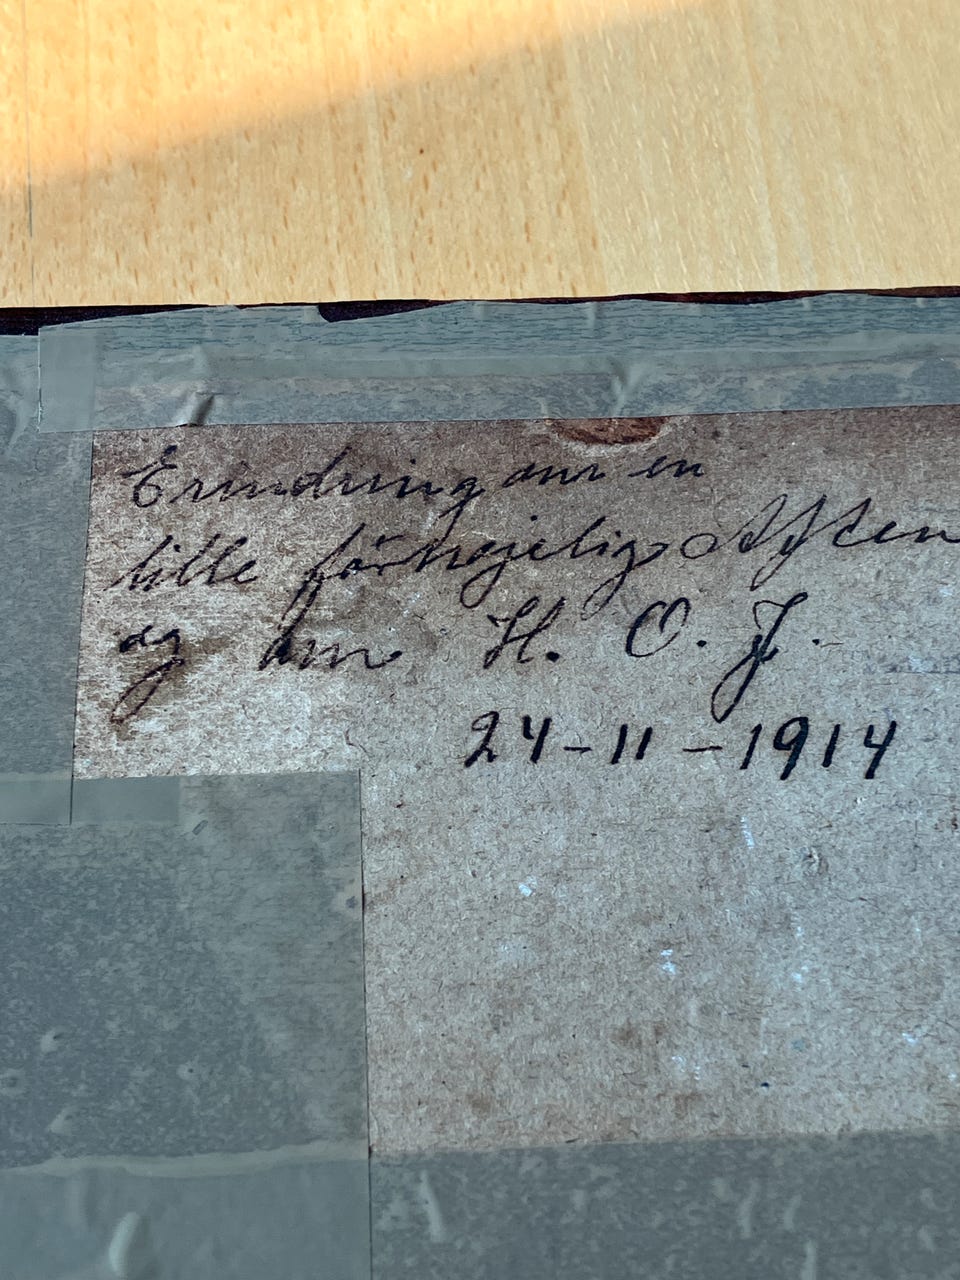 Erindring om en
lille fornøjelig Aften
og om H. O. J.
24-11-1914